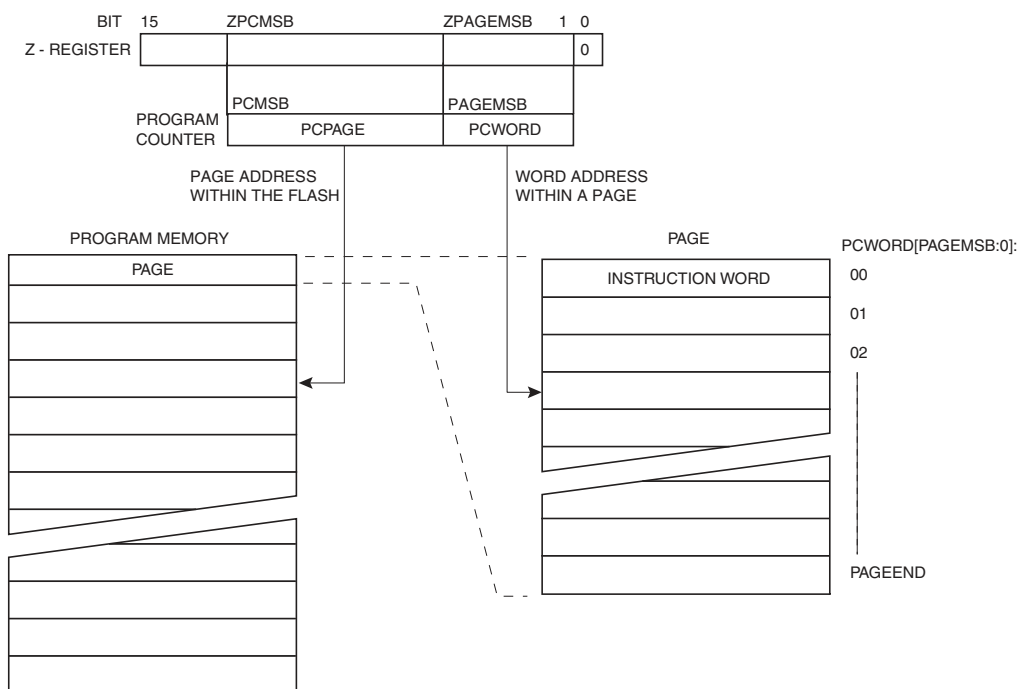 BIT 15 ZPCMSB ZPAGEMSB 1 0
Z - REGISTER 0
PCMSB PAGEMSB
PROGRAM
COUNTER
PCPAGE PCWORD
PAGE ADDRESS
WITHIN THE FLASH
WORD ADDRESS
WITHIN A PAGE
PROGRAM MEMORY
PAGE
PAGE
PCWORD[PAGEMSB:0]:
INSTRUCTION WORD 00
01
02
PAGEEND